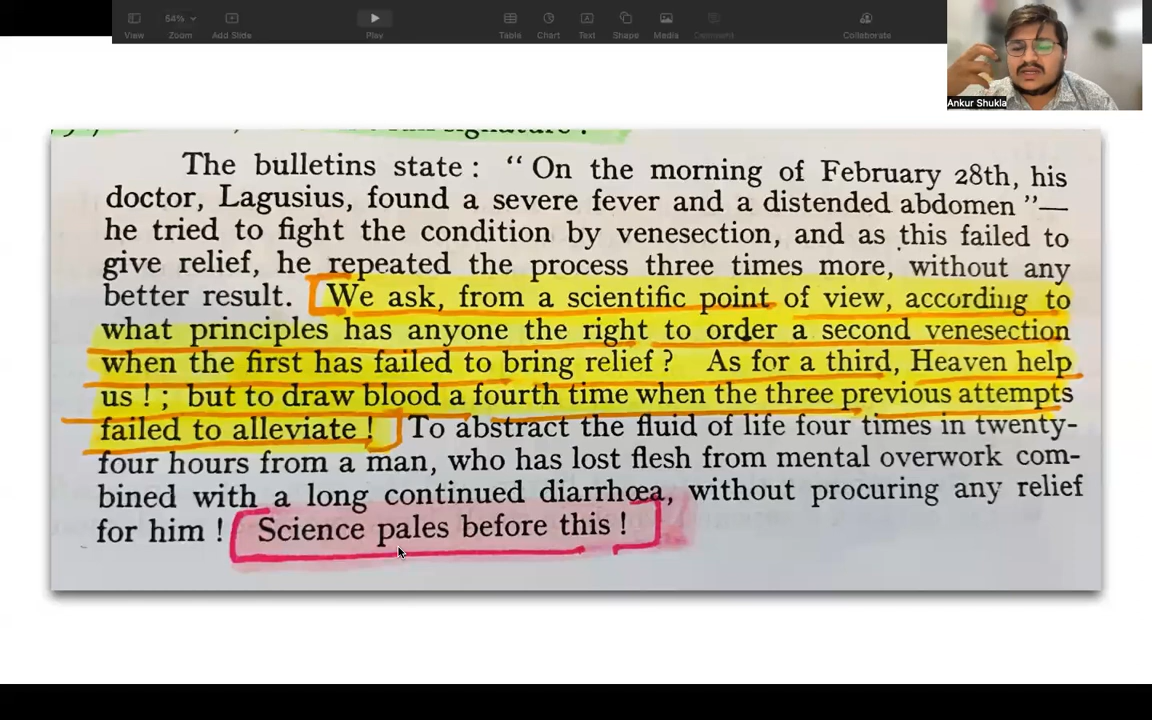 View
54%
Zoom
Add Slide
Play
Table
Chart
Text
Shape
Media
Comment
Collaborate
Ankur Shukla
signature .
The bulletins state : “ On the morning of February 28th, his
doctor, Lagusius, found a severe fever and a distended abdomen ”—
he tried to fight the condition by venesection, and as this failed to
give relief, he repeated the process three times more, without any
better result. We ask, from a scientific point of view, according to
what principles has anyone the right to order a second venesection
when the first has failed to bring relief ? As for a third, Heaven help
us ! ; but to draw blood a fourth time when the three previous attempts
failed to alleviate ! To abstract the fluid of life four times in twenty-
four hours from a man, who has lost flesh from mental overwork com-
bined with a long continued diarrhœa, without procuring any relief
for him ! Science pales before this !